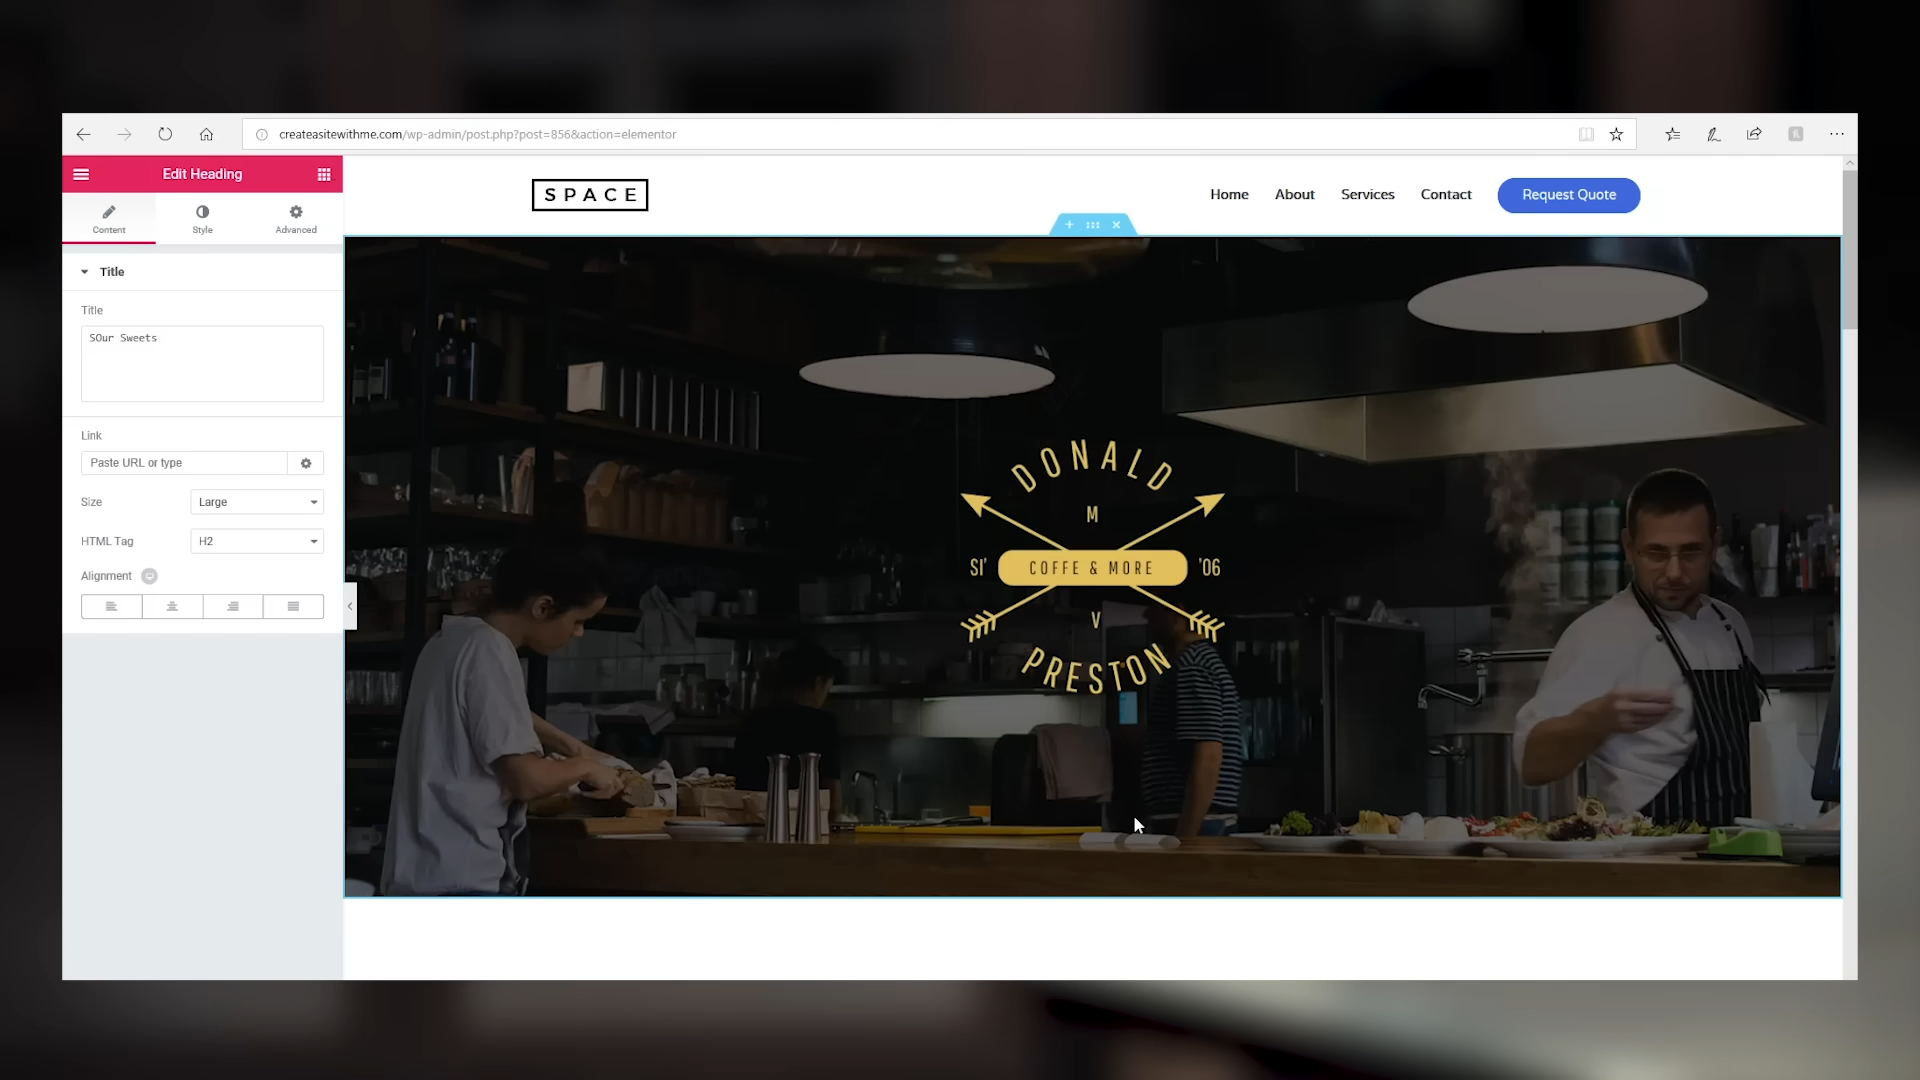 createasitewithme.com/wp-admin/post.php?post=856&action=elementor
Edit Heading
Content
Style
Advanced
Title
Title
SOur Sweets
Link
Paste URL or type
Size
Large
HTML Tag
H2
Alignment
SPACE
Home
About
Services
Contact
Request Quote
DONALD
M
SI'
COFFE & MORE
'06
V
PRESTON